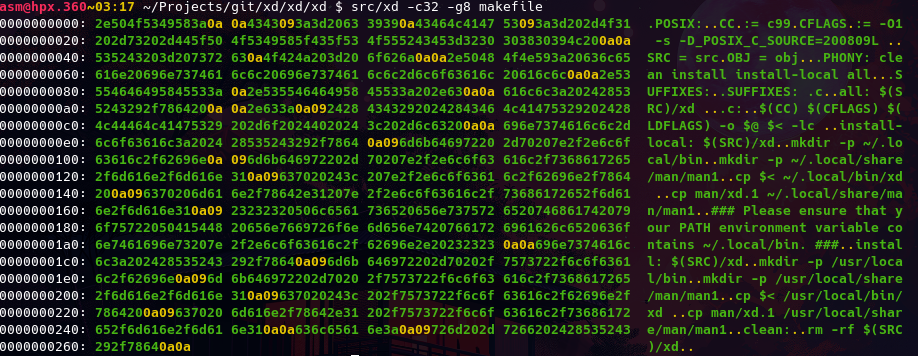 asm@hpx.360~03:17 ~/Projects/git/xd/xd/xd $ src/xd -c32 -g8 makefile
0000000000: 2e504f5349583a0a 0a4343093a3d2063 39390a43464c4147 53093a3d202d4f31 .POSIX:..CC.:= c99.CFLAGS.:= -O1
0000000020: 202d73202d445f50 4f5349585f435f53 4f555243453d3230 303830394c200a0a  -s -D_POSIX_C_SOURCE=200809L ..
0000000040: 535243203d207372 630a4f424a203d20 6f626a0a0a2e5048 4f4e593a20636c65 SRC = src.OBJ = obj...PHONY: cle
0000000060: 616e20696e737461 6c6c20696e737461 6c6c2d6c6f63616c 20616c6c0a0a2e53 an install install-local all...S
0000000080: 554646495845533a 0a2e535546464958 45533a202e630a0a 616c6c3a20242853 UFFIXES:..SUFFIXES: .c..all: $(S
00000000a0: 5243292f7864200a 0a2e633a0a092428 4343292024284346 4c41475329202428 RC)/xd ...c:..$(CC) $(CFLAGS) $(
00000000c0: 4c44464c41475329 202d6f2024402024 3c202d6c63200a0a 696e7374616c6c2d LDFLAGS) -o $@ $< -lc ..install-
00000000e0: 6c6f63616c3a2024 28535243292f7864 0a096d6b64697220 2d70207e2f2e6c6f local: $(SRC)/xd..mkdir -p ~/.lo
0000000100: 63616c2f62696e0a 096d6b646972202d 70207e2f2e6c6f63 616c2f7368617265 cal/bin..mkdir -p ~/.local/share
0000000120: 2f6d616e2f6d616e 310a09637020243c 207e2f2e6c6f6361 6c2f62696e2f7864 /man/man1..cp $< ~/.local/bin/xd
0000000140: 200a096370206d61 6e2f78642e31207e 2f2e6c6f63616c2f 73686172652f6d61  ..cp man/xd.1 ~/.local/share/ma
0000000160: 6e2f6d616e310a09 23232320506c6561 736520656e737572 6520746861742079 n/man1..### Please ensure that y
0000000180: 6f75722050415448 20656e7669726f6e 6d656e7420766172 6961626c6520636f our PATH environment variable co
00000001a0: 6e7461696e73207e 2f2e6c6f63616c2f 62696e2e20232323 0a0a696e7374616c ntains ~/.local/bin. ###..instal
00000001c0: 6c3a202428535243 292f78640a096d6b 646972202d70202f 7573722f6c6f6361 l: $(SRC)/xd..mkdir -p /usr/loca
00000001e0: 6c2f62696e0a096d 6b646972202d7020 2f7573722f6c6f63 616c2f7368617265 l/bin..mkdir -p /usr/local/share
0000000200: 2f6d616e2f6d616e 310a09637020243c 202f7573722f6c6f 63616c2f62696e2f /man/man1..cp $< /usr/local/bin/
0000000220: 7864200a09637020 6d616e2f78642e31 202f7573722f6c6f 63616c2f73686172 xd ..cp man/xd.1 /usr/local/shar
0000000240: 652f6d616e2f6d61 6e310a0a636c6561 6e3a0a09726d202d 7266202428535243 e/man/man1..clean:..rm -rf $(SRC
0000000260: 292f78640a0a )/xd..